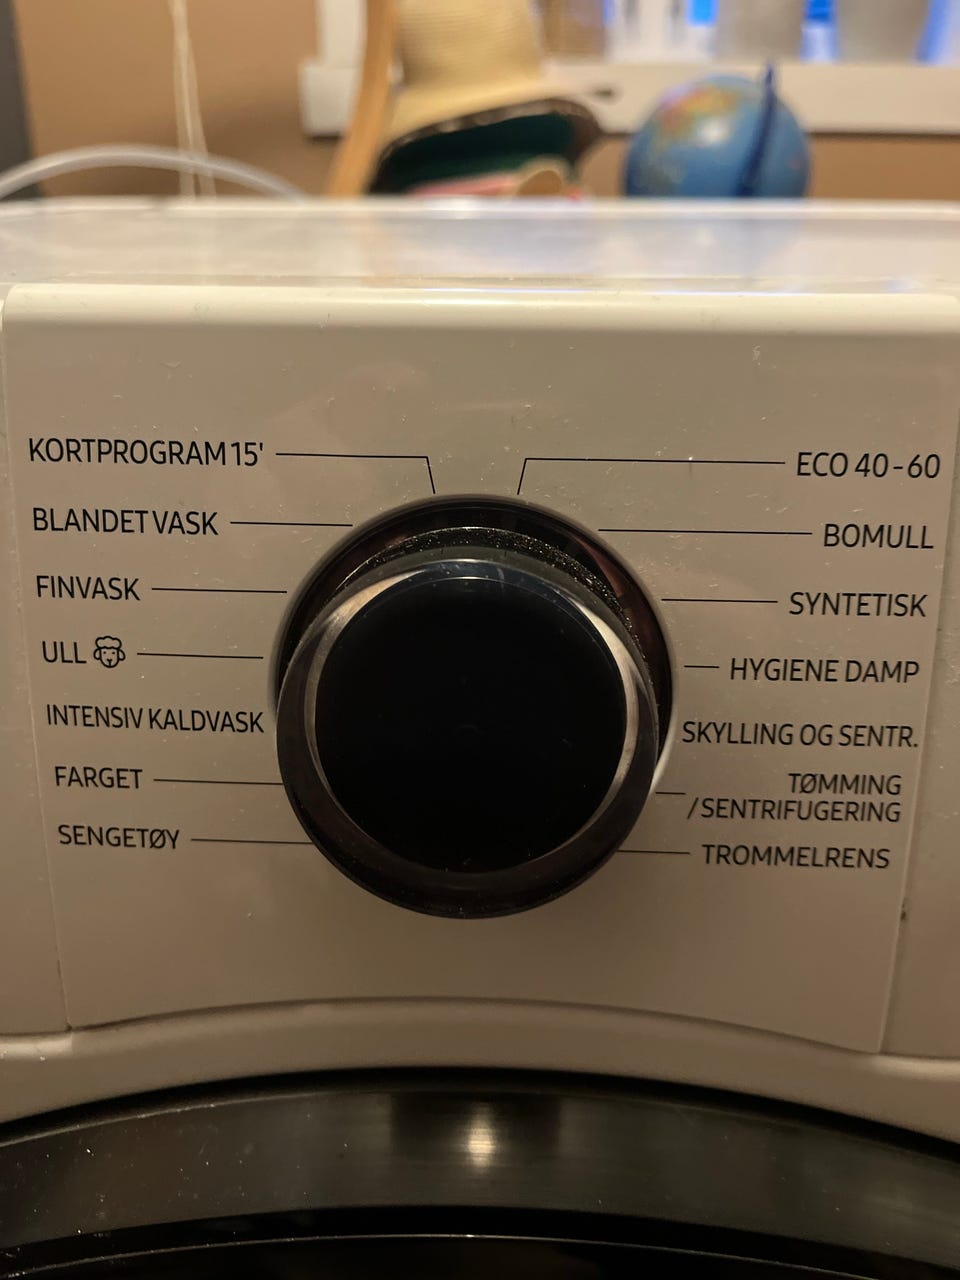 KORTPROGRAM 15'
BLANDET VASK
FINVASK
ULL
INTENSIV KALDVASK
FARGET
SENGETØY
ECO 40-60
BOMULL
SYNTETISK
HYGIENE DAMP
SKYLLING OG SENTR.
TØMMING
/SENTRIFUGERING
TROMMELRENS